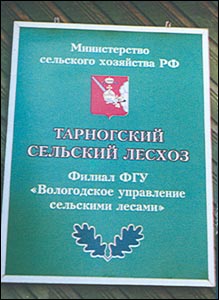 Министерство
сельского хозяйства РФ
ТАРНОГСКИЙ
СЕЛЬСКИЙ ЛЕСХОЗ
Филиал ФГУ
«Вологодское управление
сельскими лесами»